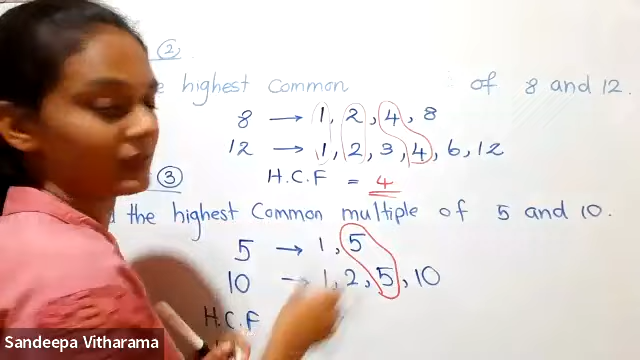 ②
highest Common of 8 and 12.
8 → 1, 2, 4, 8
12 → 1, 2, 3, 4, 6, 12
H.C.F = 4
③
the highest Common multiple of 5 and 10.
5 → 1, 5
10 → 1, 2, 5, 10
H.C.F
Sandeepa Vitharama